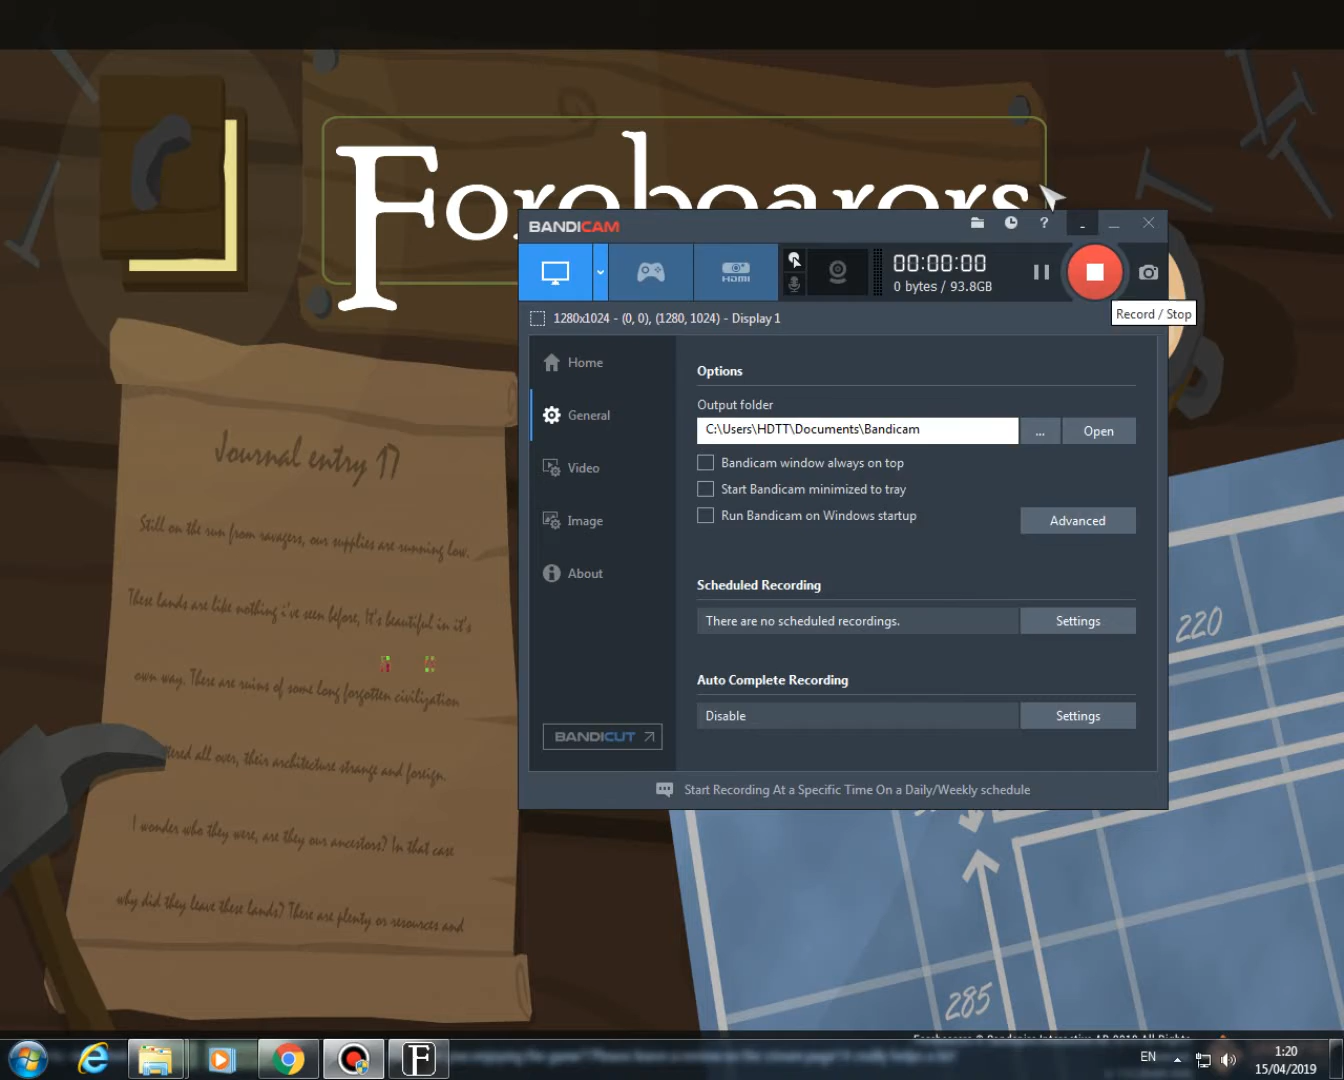 Forebearers
BANDICAM
HDMI
00:00:00
0 bytes / 93.8GB
Record / Stop
1280x1024 - (0, 0), (1280, 1024) - Display 1
Home
General
Video
Image
About
BANDICUT
Options
Output folder
C:\Users\HDTT\Documents\Bandicam
...
Open
Bandicam window always on top
Start Bandicam minimized to tray
Run Bandicam on Windows startup
Advanced
Scheduled Recording
There are no scheduled recordings.
Settings
Auto Complete Recording
Disable
Settings
Start Recording At a Specific Time On a Daily/Weekly schedule
Journal entry 17
Still on the run from ravagers, our supplies are running low.
These lands are like nothing i've seen before, It's beautiful in it's
own way. There are ruins of some long forgotten civilization
all over, their architecture strange and foreign.
I wonder who they were, are they our ancestors? In that case
why did they leave these lands? There are plenty or resources and
220
285
F
EN
1:20
15/04/2019